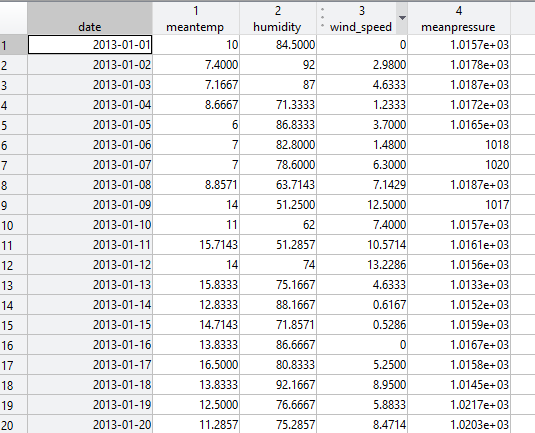 1 2 3 4
date meantemp humidity wind_speed meanpressure
1 2013-01-01 10 84.5000 0 1.0157e+03
2 2013-01-02 7.4000 92 2.9800 1.0178e+03
3 2013-01-03 7.1667 87 4.6333 1.0187e+03
4 2013-01-04 8.6667 71.3333 1.2333 1.0172e+03
5 2013-01-05 6 86.8333 3.7000 1.0165e+03
6 2013-01-06 7 82.8000 1.4800 1018
7 2013-01-07 7 78.6000 6.3000 1020
8 2013-01-08 8.8571 63.7143 7.1429 1.0187e+03
9 2013-01-09 14 51.2500 12.5000 1017
10 2013-01-10 11 62 7.4000 1.0157e+03
11 2013-01-11 15.7143 51.2857 10.5714 1.0161e+03
12 2013-01-12 14 74 13.2286 1.0156e+03
13 2013-01-13 15.8333 75.1667 4.6333 1.0133e+03
14 2013-01-14 12.8333 88.1667 0.6167 1.0152e+03
15 2013-01-15 14.7143 71.8571 0.5286 1.0159e+03
16 2013-01-16 13.8333 86.6667 0 1.0167e+03
17 2013-01-17 16.5000 80.8333 5.2500 1.0158e+03
18 2013-01-18 13.8333 92.1667 8.9500 1.0145e+03
19 2013-01-19 12.5000 76.6667 5.8833 1.0217e+03
20 2013-01-20 11.2857 75.2857 8.4714 1.0203e+03